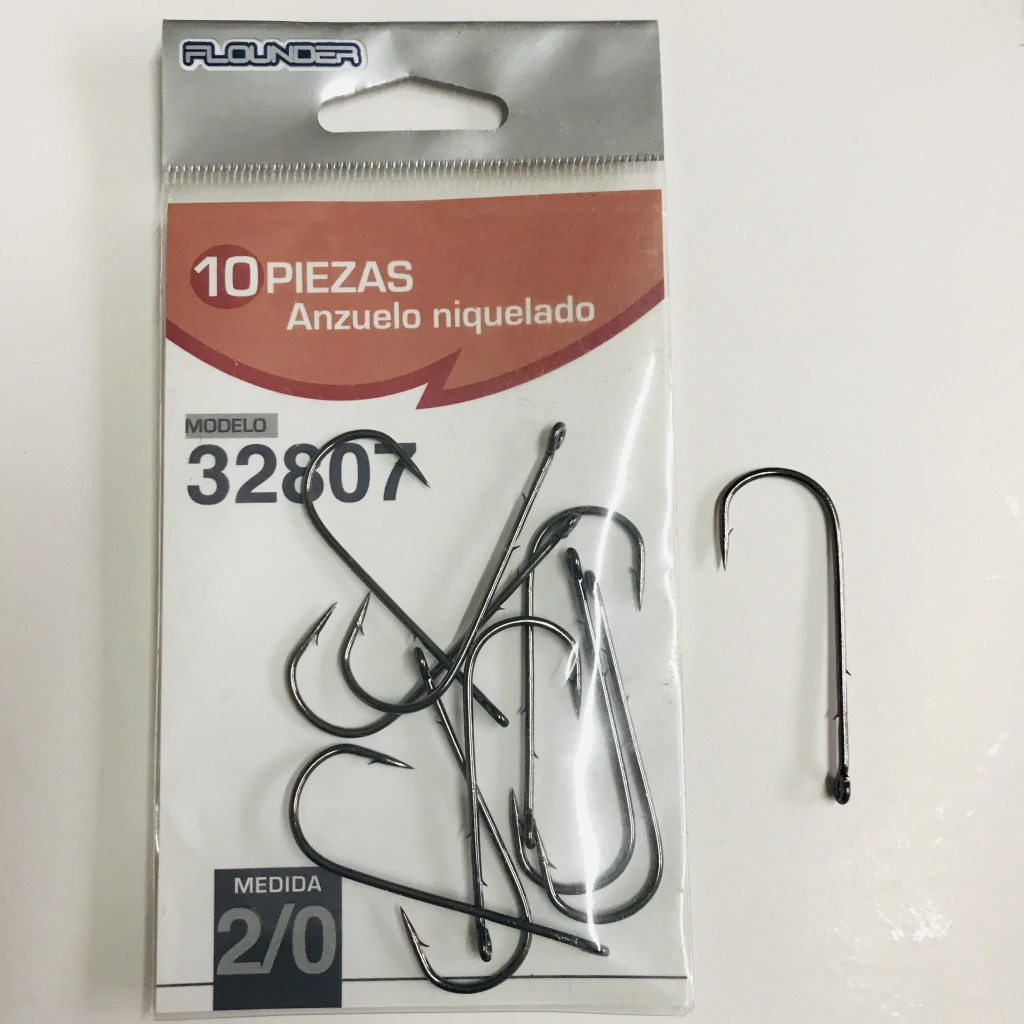 FLOUNDER
10 PIEZAS
Anzuelo niquelado
MODELO
32807
MEDIDA
2/0